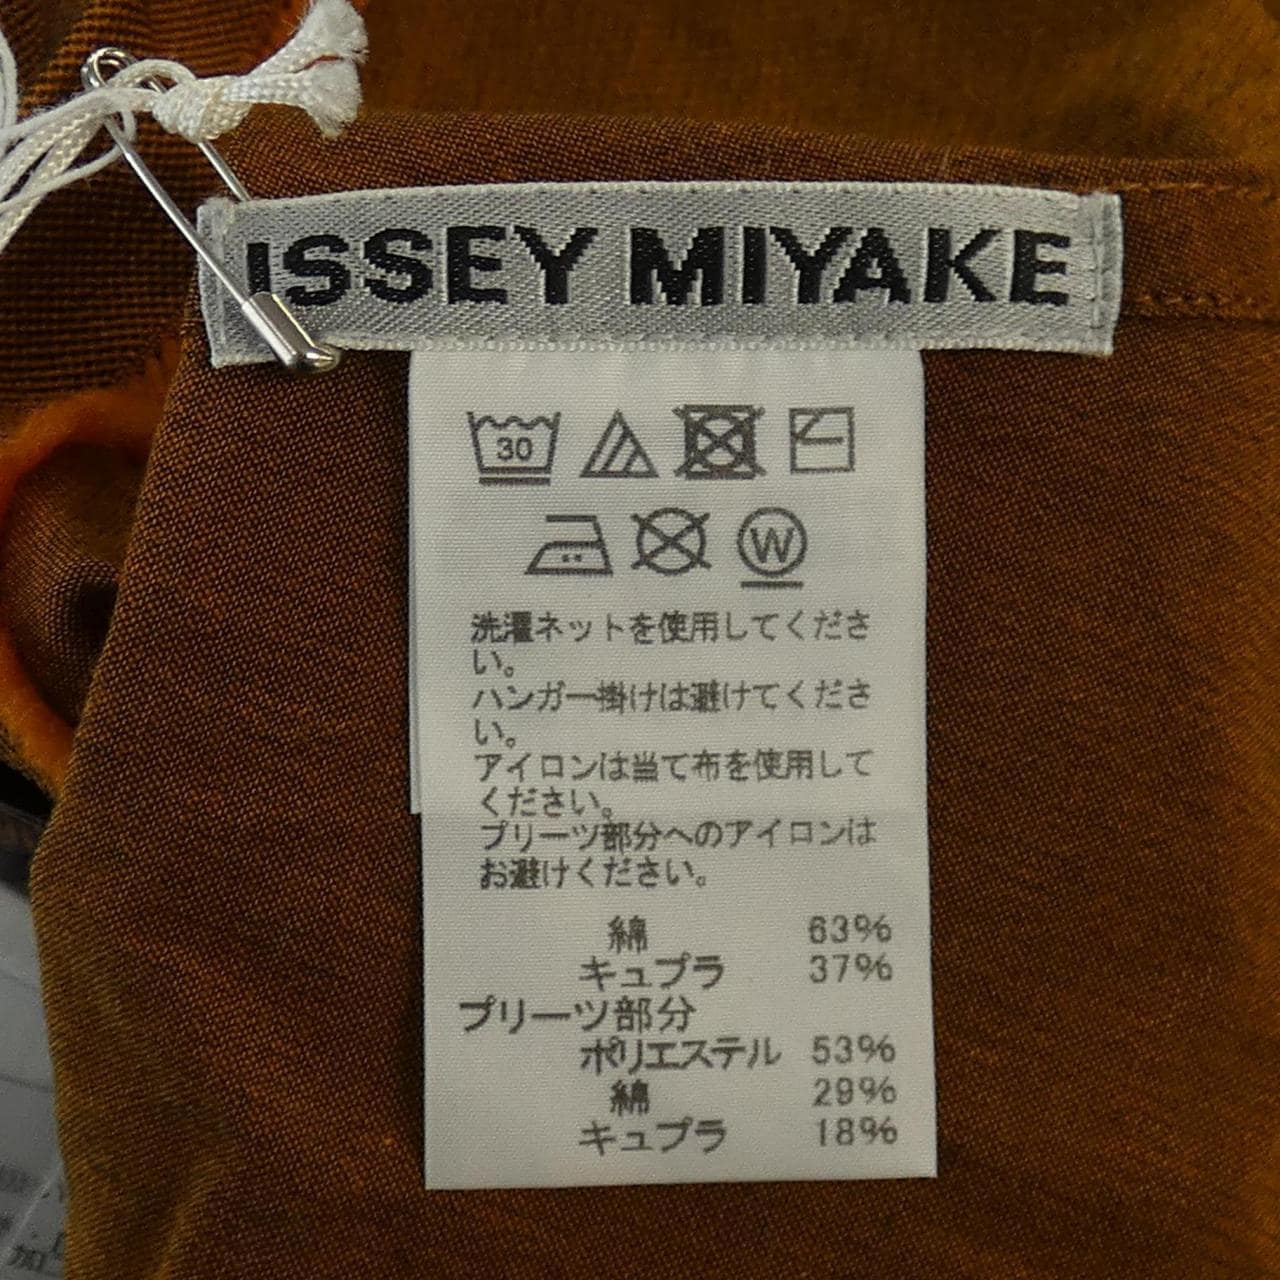 ISSEY MIYAKE
30
W
洗濯ネットを使用してくださ
い。
ハンガー掛けは避けてくださ
い。
アイロンは当て布を使用して
ください。
プリーツ部分へのアイロンは
お避けください。
綿 63%
キュプラ 37%
プリーツ部分
ポリエステル 53%
綿 29%
キュプラ 18%